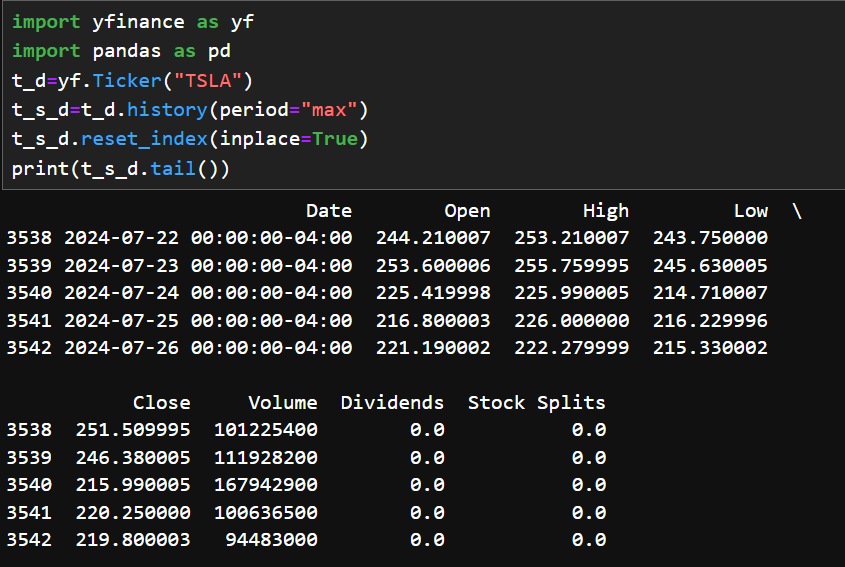 import yfinance as yf
import pandas as pd
t_d=yf.Ticker("TSLA")
t_s_d=t_d.history(period="max")
t_s_d.reset_index(inplace=True)
print(t_s_d.tail())
Date Open High Low \
3538 2024-07-22 00:00:00-04:00 244.210007 253.210007 243.750000
3539 2024-07-23 00:00:00-04:00 253.600006 255.759995 245.630005
3540 2024-07-24 00:00:00-04:00 225.419998 225.990005 214.710007
3541 2024-07-25 00:00:00-04:00 216.800003 226.000000 216.229996
3542 2024-07-26 00:00:00-04:00 221.190002 222.279999 215.330002
Close Volume Dividends Stock Splits
3538 251.509995 101225400 0.0 0.0
3539 246.380005 111928200 0.0 0.0
3540 215.990005 167942900 0.0 0.0
3541 220.250000 100636500 0.0 0.0
3542 219.800003 94483000 0.0 0.0